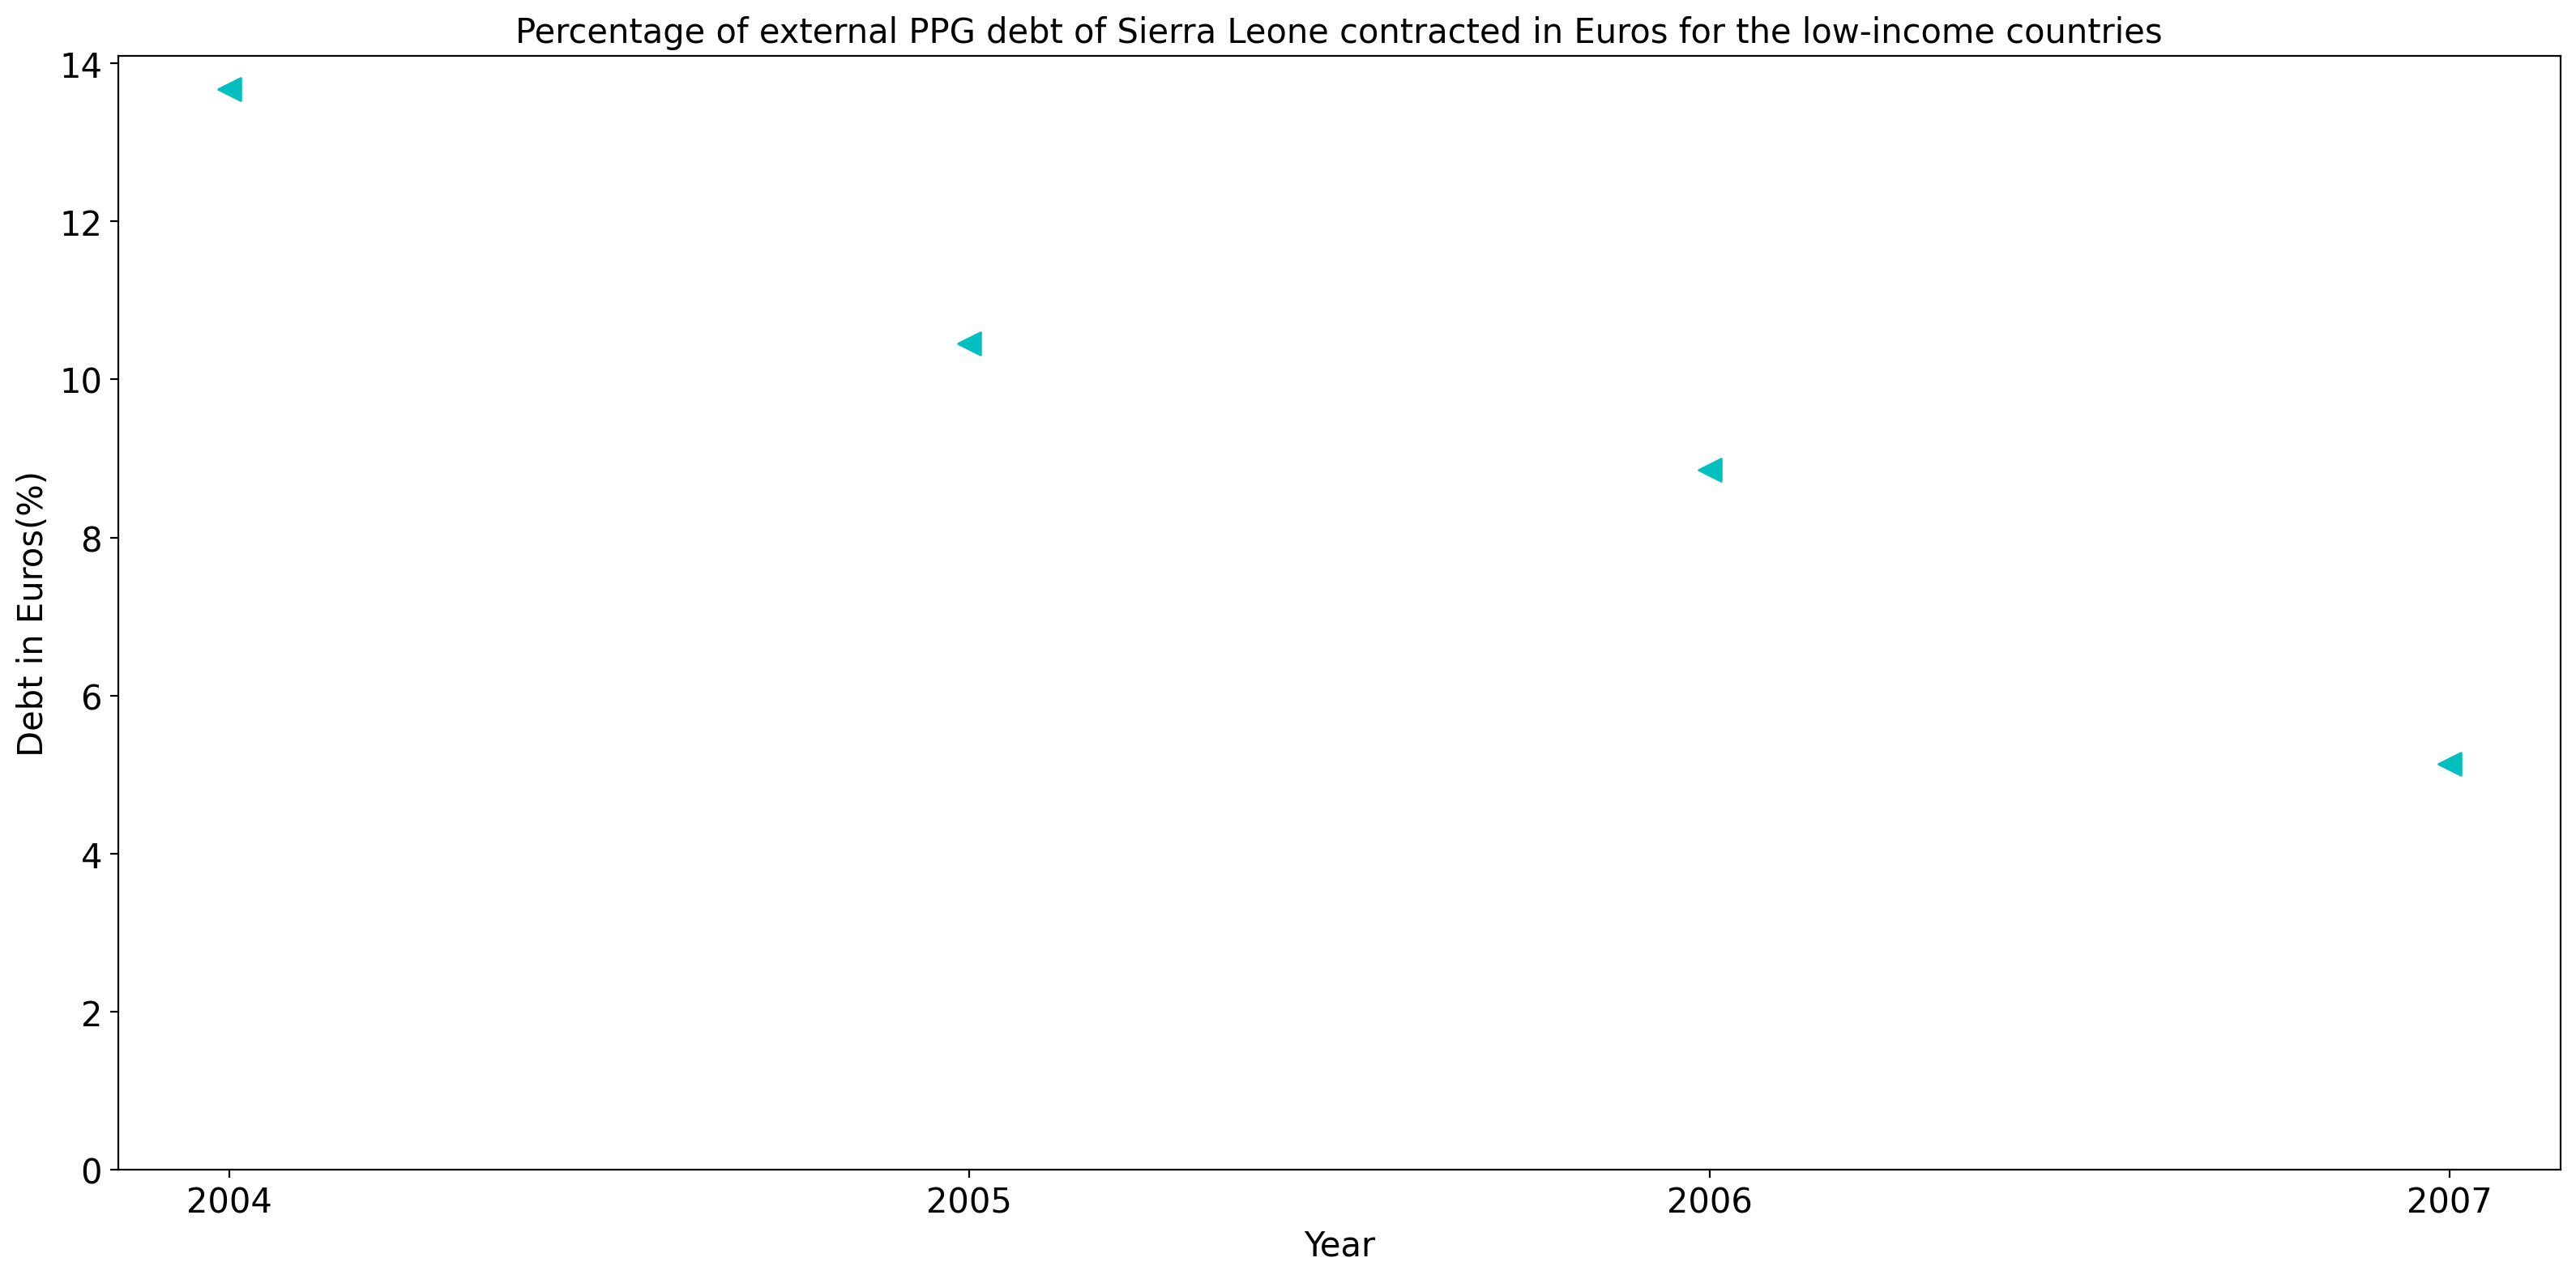 Percentage of external PPG debt of Sierra Leone contracted in Euros for the low-income countries
14
12
10
8
6
4
2
0
Debt in Euros(%)
2004 2005 2006 2007
Year